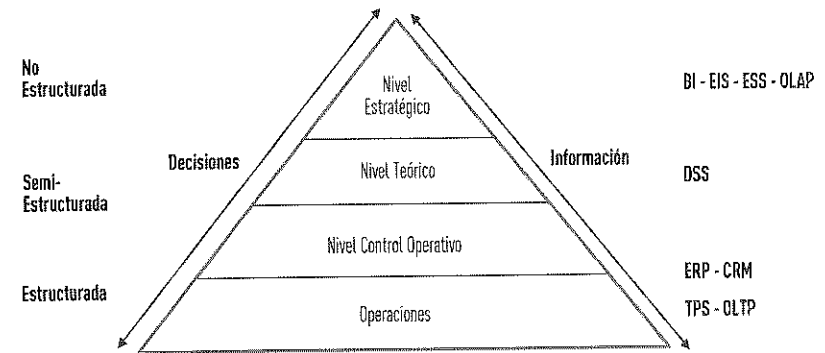 No
Estructurada
Nivel
Estratégico
BI - EIS - ESS - OLAP
Decisiones
Información
Semi-
Estructurada
Nivel Teórico
DSS
Nivel Control Operativo
ERP - CRM
Estructurada
Operaciones
TPS - OLTP